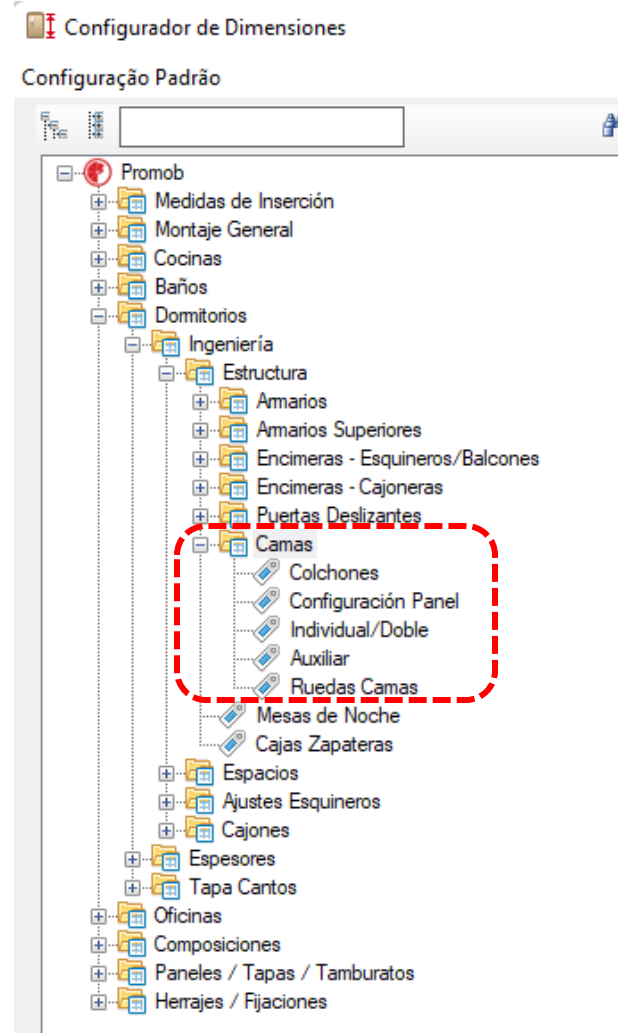 Configurador de Dimensiones
Configuração Padrão
Promob
Medidas de Inserción
Montaje General
Cocinas
Baños
Dormitorios
Ingeniería
Estructura
Armarios
Armarios Superiores
Encimeras - Esquineros/Balcones
Encimeras - Cajoneras
Puertas Deslizantes
Camas
Colchones
Configuración Panel
Individual/Doble
Auxiliar
Ruedas Camas
Mesas de Noche
Cajas Zapateras
Espacios
Ajustes Esquineros
Cajones
Espesores
Tapa Cantos
Oficinas
Composiciones
Paneles / Tapas / Tamburatos
Herrajes / Fijaciones